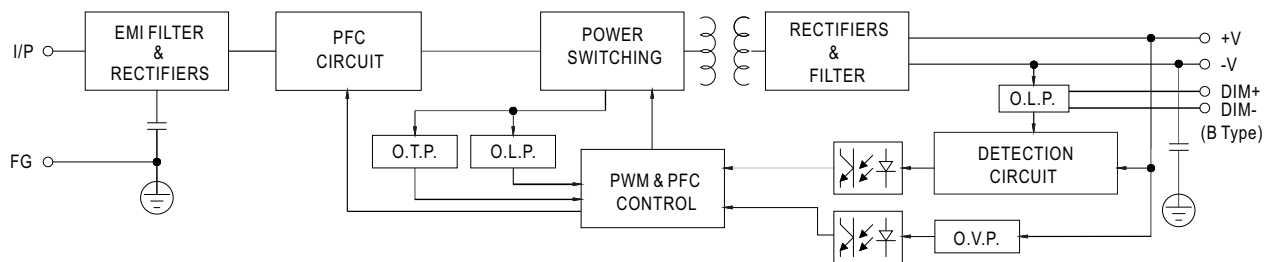 I/P
EMI FILTER
&
RECTIFIERS
PFC
CIRCUIT
POWER
SWITCHING
RECTIFIERS
&
FILTER
+V
-V
DIM+
DIM-
(B Type)
O.L.P.
FG
O.T.P.
O.L.P.
PWM & PFC
CONTROL
DETECTION
CIRCUIT
O.V.P.